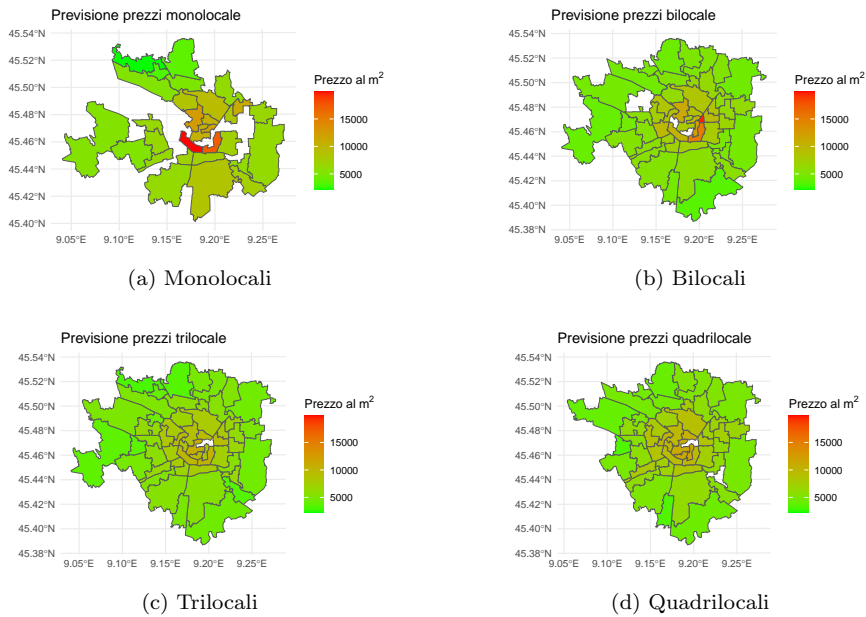 Previsione prezzi monolocale
45.54°N
45.52°N
45.50°N
45.48°N
45.46°N
45.44°N
45.42°N
45.40°N
9.05°E 9.10°E 9.15°E 9.20°E 9.25°E
Prezzo al m²
15000
10000
5000
(a) Monolocali
Previsione prezzi bilocale
45.54°N
45.52°N
45.50°N
45.48°N
45.46°N
45.44°N
45.42°N
45.40°N
45.38°N
9.05°E 9.10°E 9.15°E 9.20°E 9.25°E
Prezzo al m²
15000
10000
5000
(b) Bilocali
Previsione prezzi trilocale
45.54°N
45.52°N
45.50°N
45.48°N
45.46°N
45.44°N
45.42°N
45.40°N
45.38°N
9.05°E 9.10°E 9.15°E 9.20°E 9.25°E
Prezzo al m²
15000
10000
5000
(c) Trilocali
Previsione prezzi quadrilocale
45.54°N
45.52°N
45.50°N
45.48°N
45.46°N
45.44°N
45.42°N
45.40°N
45.38°N
9.05°E 9.10°E 9.15°E 9.20°E 9.25°E
Prezzo al m²
15000
10000
5000
(d) Quadrilocali